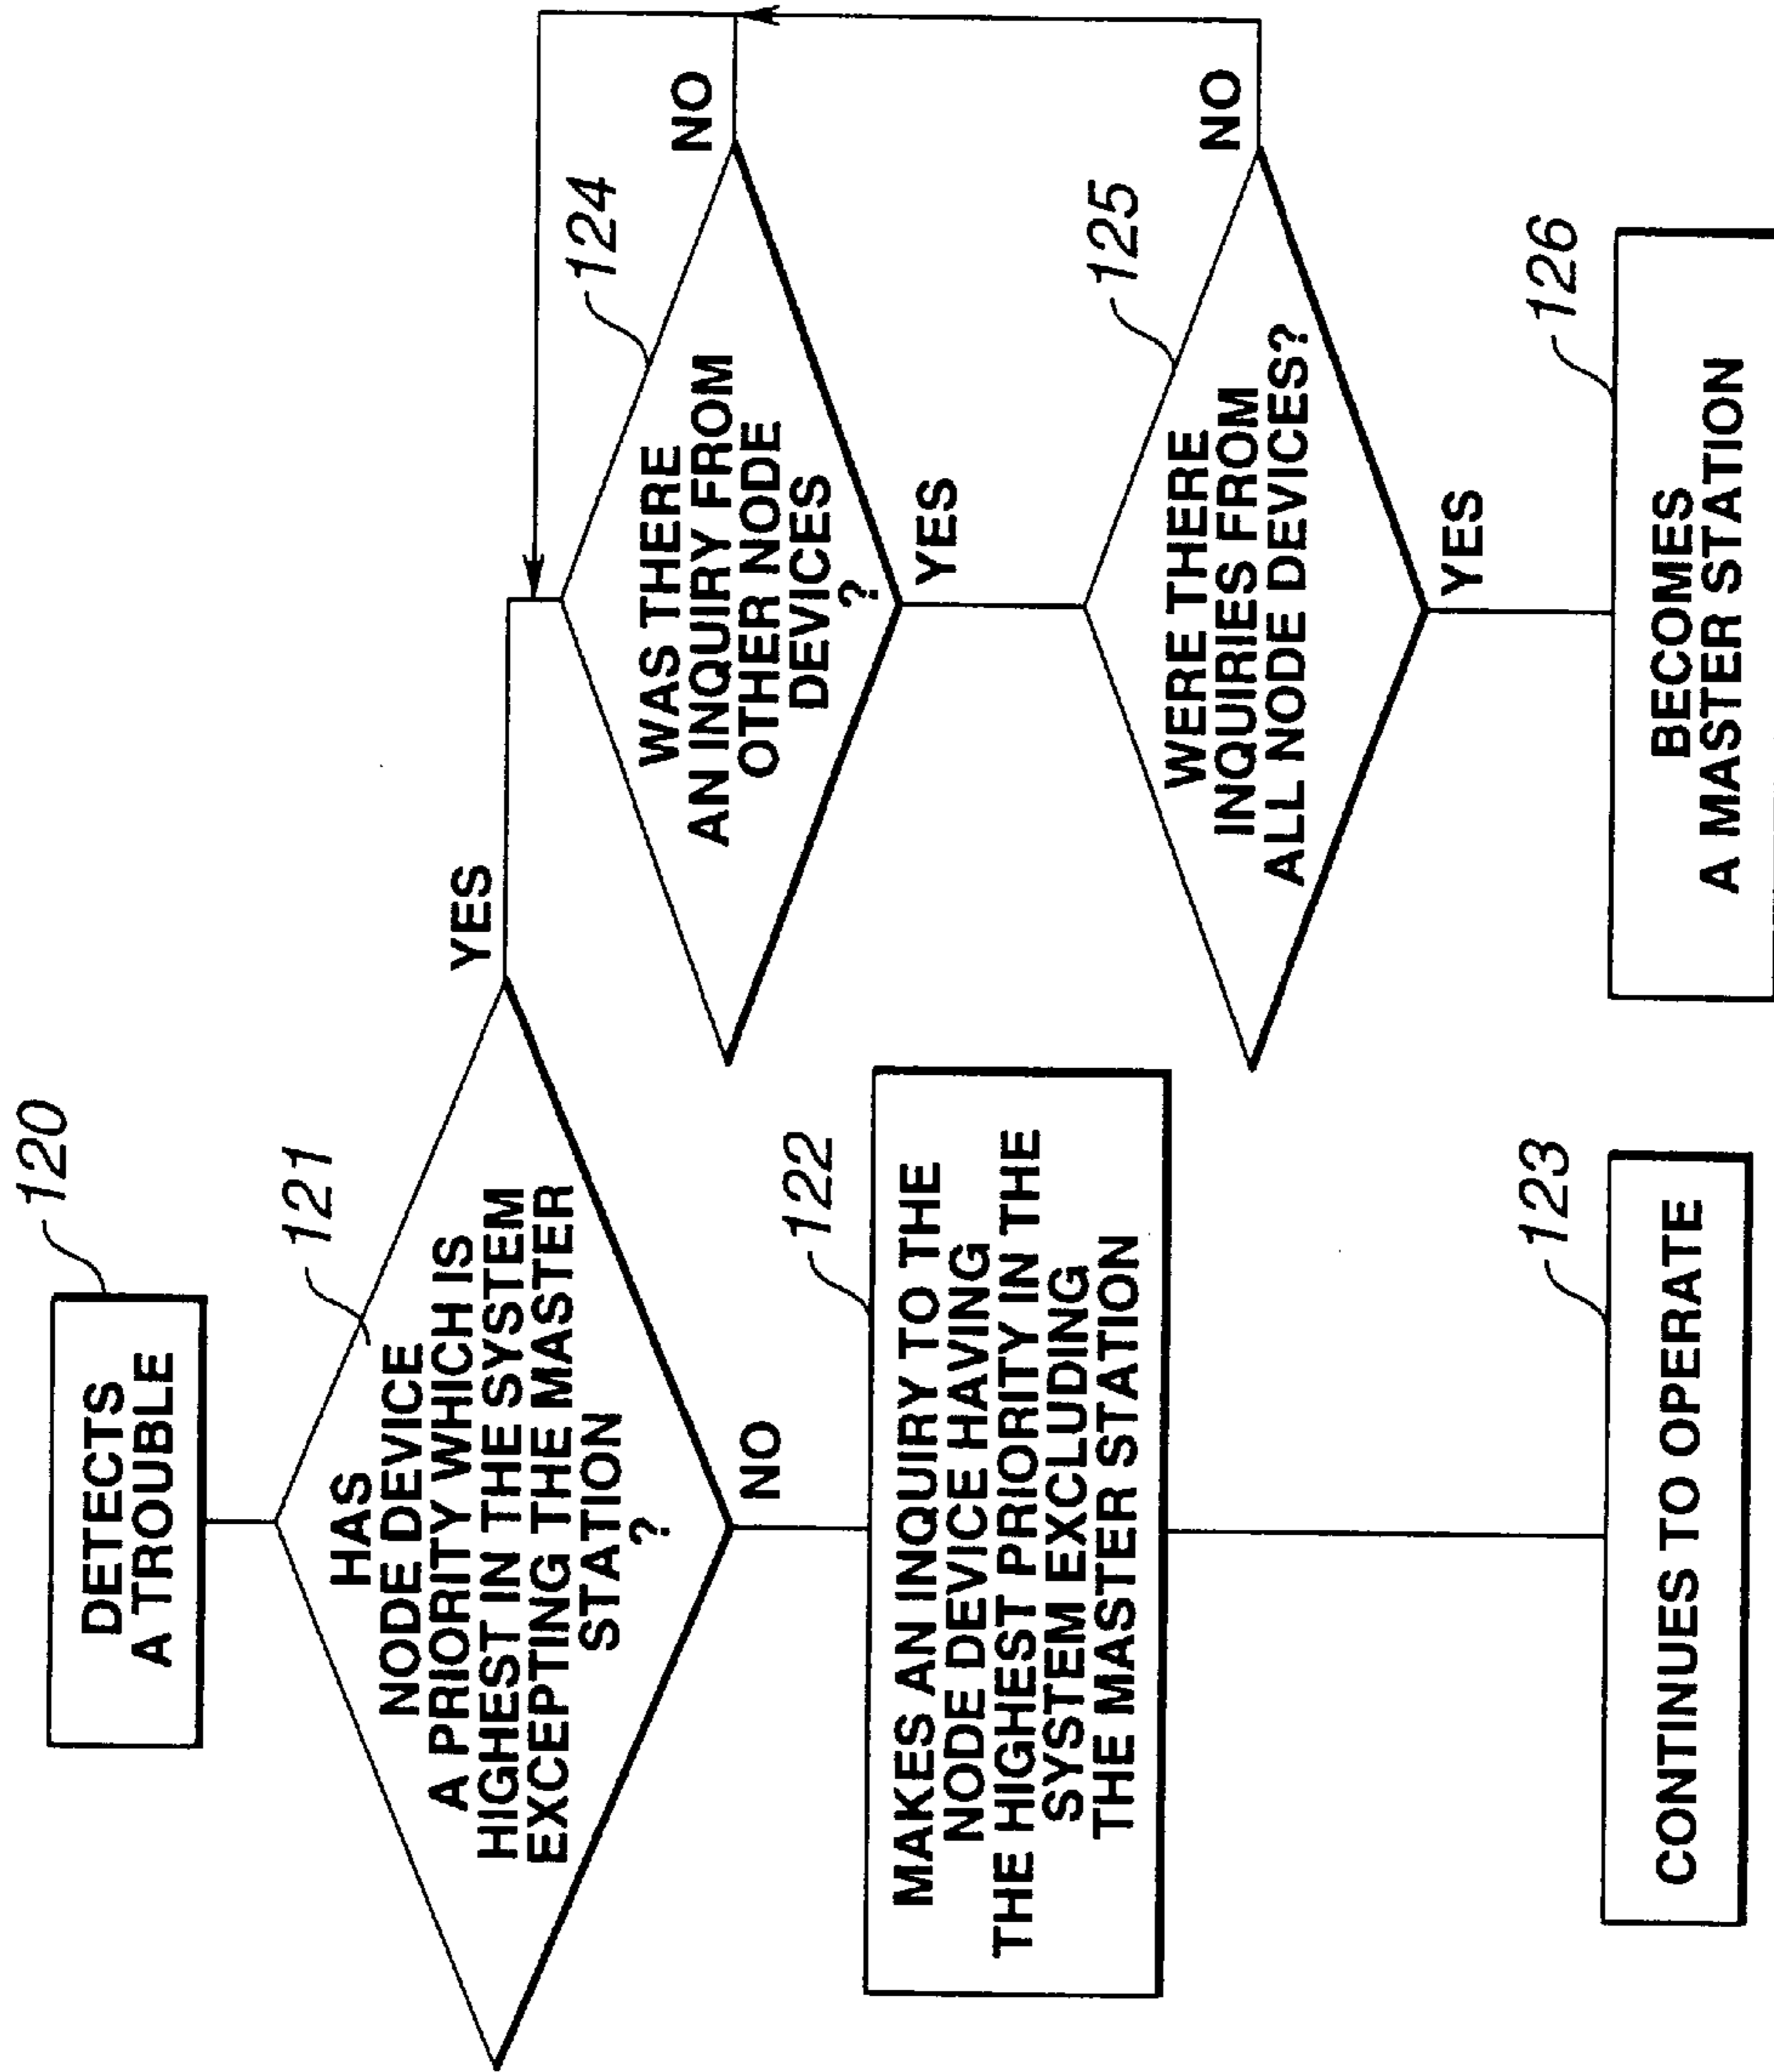 120
DETECTS
A TROUBLE
121
HAS
NODE DEVICE
A PRIORITY WHICH IS
HIGHEST IN THE SYSTEM
EXCEPTING THE MASTER
STATION
?
YES
NO
122
MAKES AN INQUIRY TO THE
NODE DEVICE HAVING
THE HIGHEST PRIORITY IN THE
SYSTEM EXCLUDING
THE MASTER STATION
123
CONTINUES TO OPERATE
124
WAS THERE
AN INQUIRY FROM
OTHER NODE
DEVICES
?
NO
YES
125
WERE THERE
INQUIRIES FROM
ALL NODE DEVICES?
NO
YES
126
BECOMES
A MASTER STATION